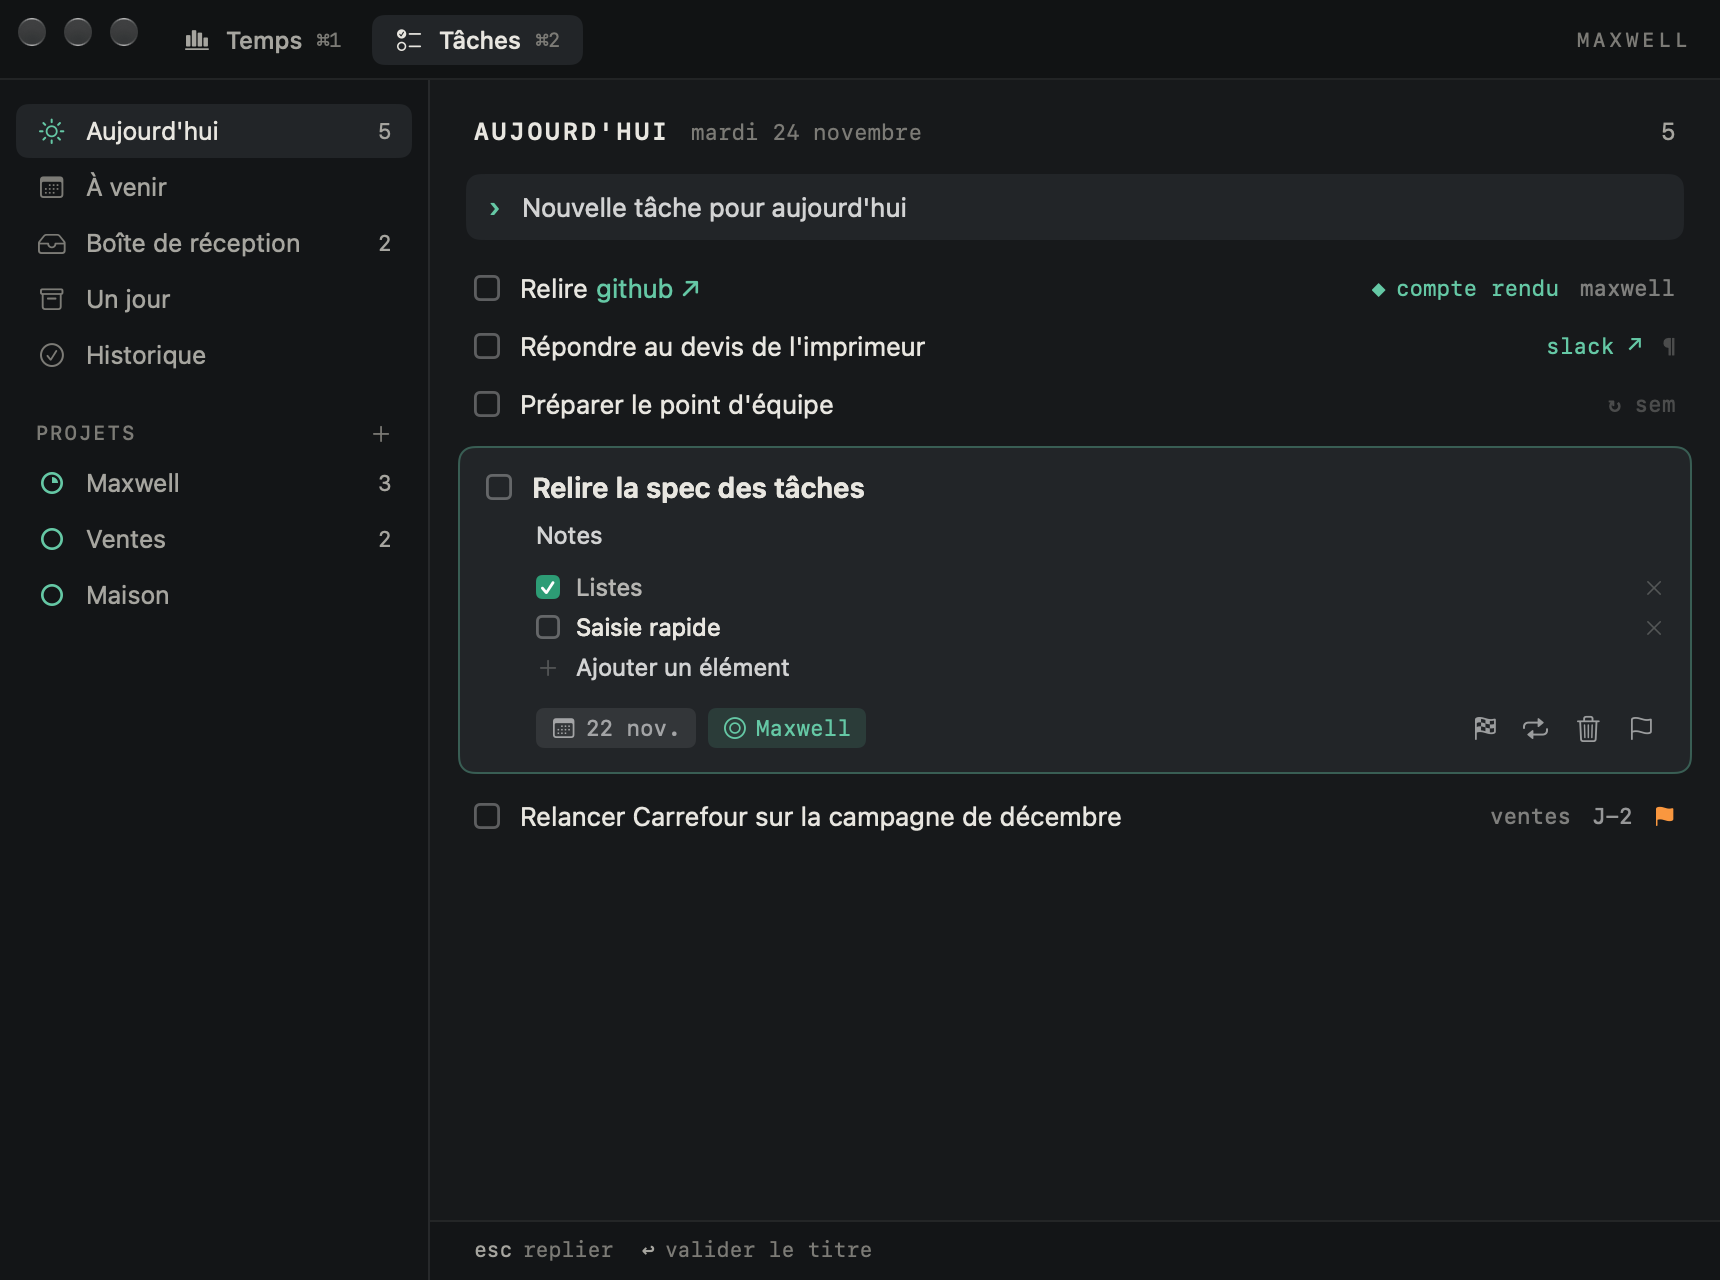 Temps ⌘1 Tâches ⌘2 MAXWELL
Aujourd'hui 5
À venir
Boîte de réception 2
Un jour
Historique
PROJETS +
Maxwell 3
Ventes 2
Maison
AUJOURD'HUI mardi 24 novembre 5
› Nouvelle tâche pour aujourd'hui
Relire github ↗ ◆ compte rendu maxwell
Répondre au devis de l'imprimeur slack ↗ ¶
Préparer le point d'équipe ↻ sem
Relire la spec des tâches
Notes
Listes
Saisie rapide
+ Ajouter un élément
22 nov. Maxwell
Relancer Carrefour sur la campagne de décembre ventes J–2
esc replier ↩ valider le titre